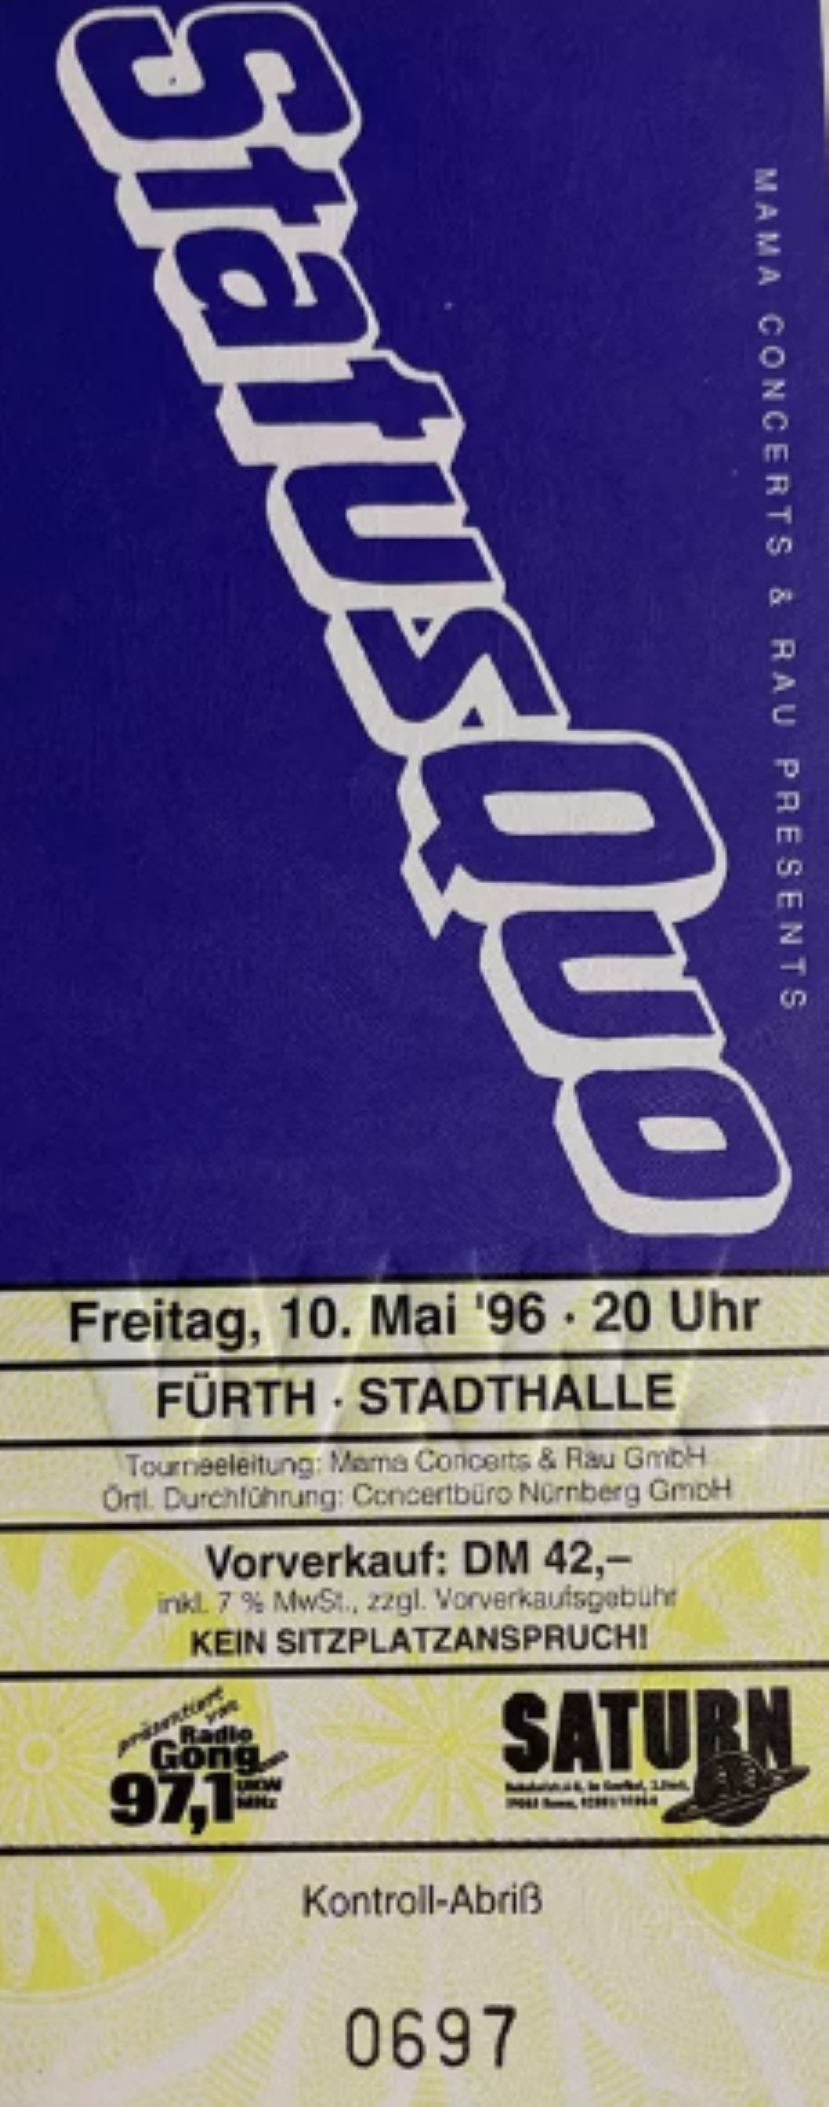 Status Quo
MAMA CONCERTS & RAU PRESENTS
Freitag, 10. Mai '96 · 20 Uhr
FÜRTH · STADTHALLE
Tourneeleitung: Mama Concerts & Rau GmbH
Örtl. Durchführung: Concertbüro Nürnberg GmbH
Vorverkauf: DM 42,–
inkl. 7 % MwSt., zzgl. Vorverkaufsgebühr
KEIN SITZPLATZANSPRUCH!
präsentiert
von
Radio
Gong
97,1 UKW
MHz
SATURN
Kontroll-Abriß
0697